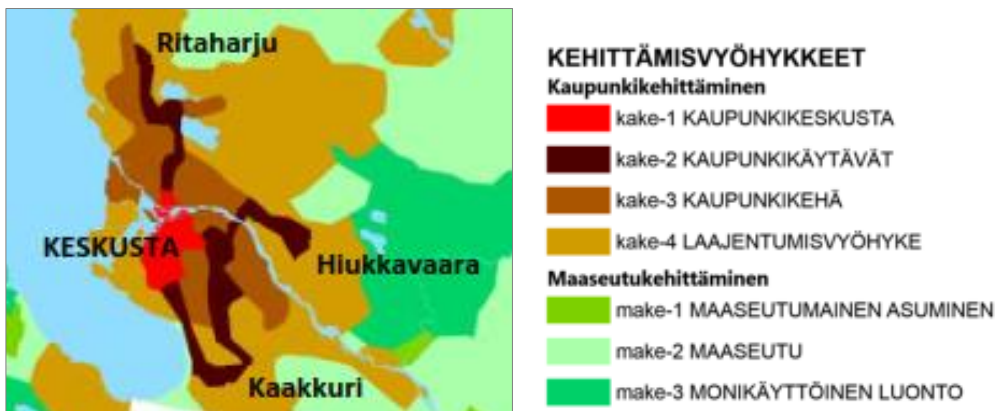 Ritaharju
KESKUSTA
Hiukkavaara
Kaakkuri
KEHITTÄMISVYÖHYKKEET
Kaupunkikehittäminen
kake-1 KAUPUNKIKESKUSTA
kake-2 KAUPUNKIKÄYTÄVÄT
kake-3 KAUPUNKIKEHÄ
kake-4 LAAJENTUMISVYÖHYKE
Maaseutukehittäminen
make-1 MAASEUTUMAINEN ASUMINEN
make-2 MAASEUTU
make-3 MONIKÄYTTÖINEN LUONTO